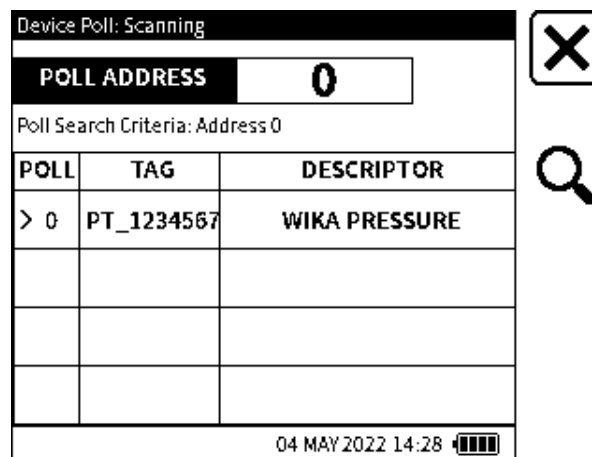 Device Poll: Scanning
POLL ADDRESS 0
Poll Search Criteria: Address 0
POLL TAG DESCRIPTOR
> 0 PT_1234567 WIKA PRESSURE
04 MAY 2022 14:28